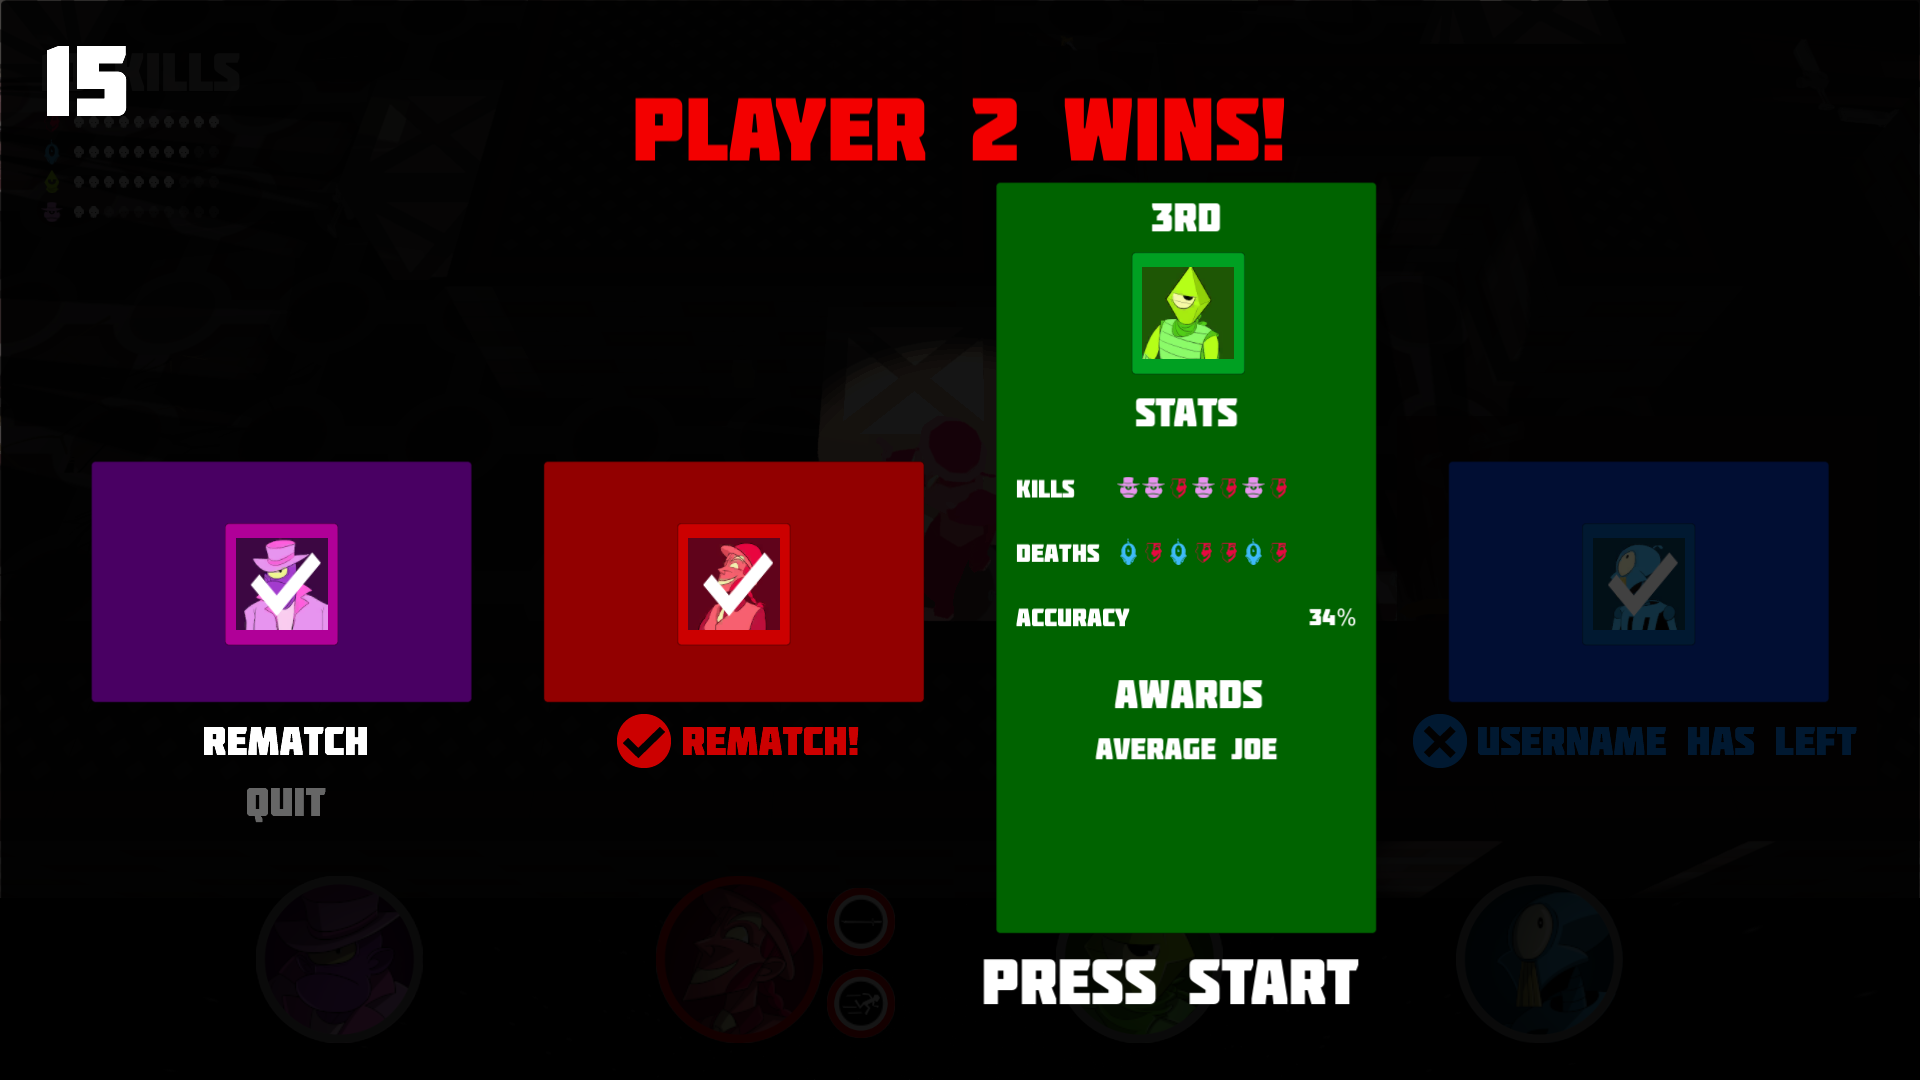 15
KILLS
PLAYER 2 WINS!
3RD
STATS
KILLS
DEATHS
ACCURACY 34%
AWARDS
AVERAGE JOE
REMATCH
QUIT
REMATCH!
USERNAME HAS LEFT
PRESS START